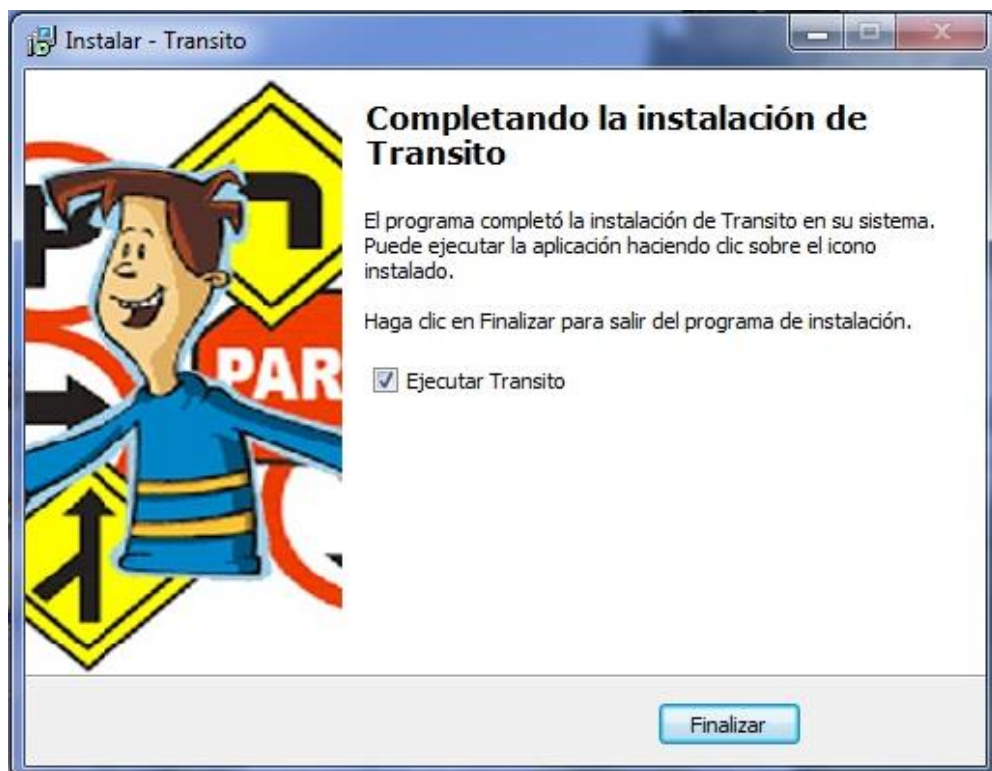 Instalar - Transito
Completando la instalación de
Transito
El programa completó la instalación de Transito en su sistema.
Puede ejecutar la aplicación haciendo clic sobre el icono
instalado.
Haga clic en Finalizar para salir del programa de instalación.
PAR
Ejecutar Transito
Finalizar